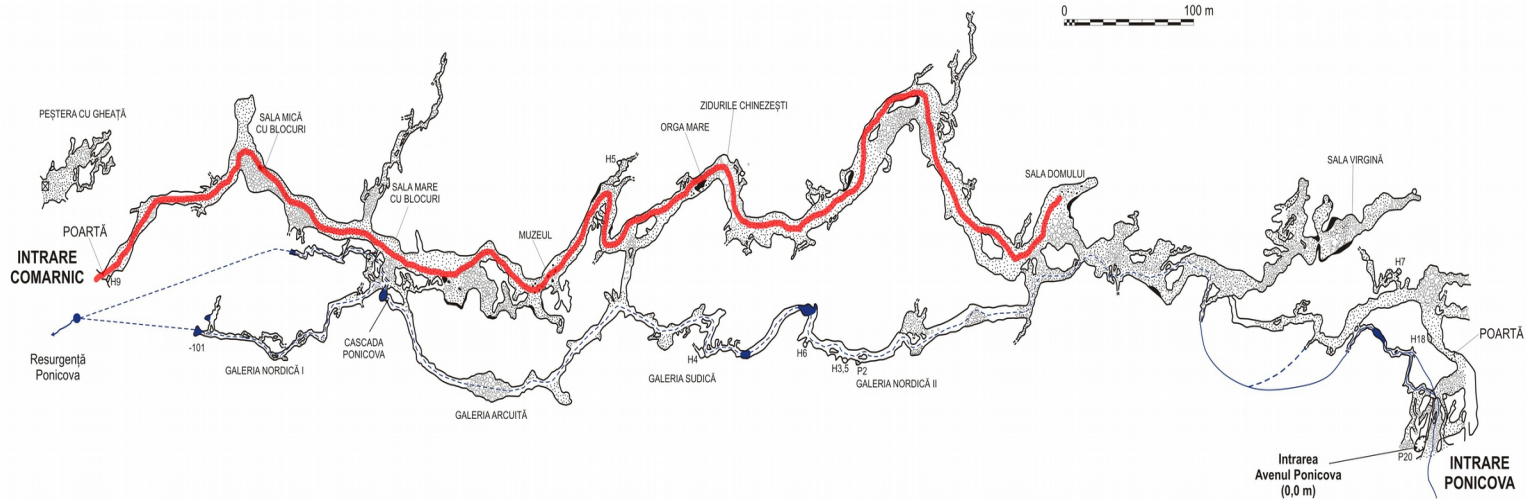 0
100 m
PEȘTERA CU GHEAȚĂ
SALA MICĂ
CU BLOCURI
ZIDURILE CHINEZEȘTI
ORGA MARE
H5
SALA VIRGINĂ
SALA DOMULUI
SALA MARE
CU BLOCURI
MUZEUL
POARTĂ
INTRARE
COMARNIC
H9
H7
-101
Resurgență
Ponicova
CASCADA
PONICOVA
GALERIA NORDICĂ I
GALERIA ARCUITĂ
H4
GALERIA SUDICĂ
H6
H3,5
P2
GALERIA NORDICĂ II
H18
POARTĂ
P20
Intrarea
Avenul Ponicova
(0,0 m)
INTRARE
PONICOVA